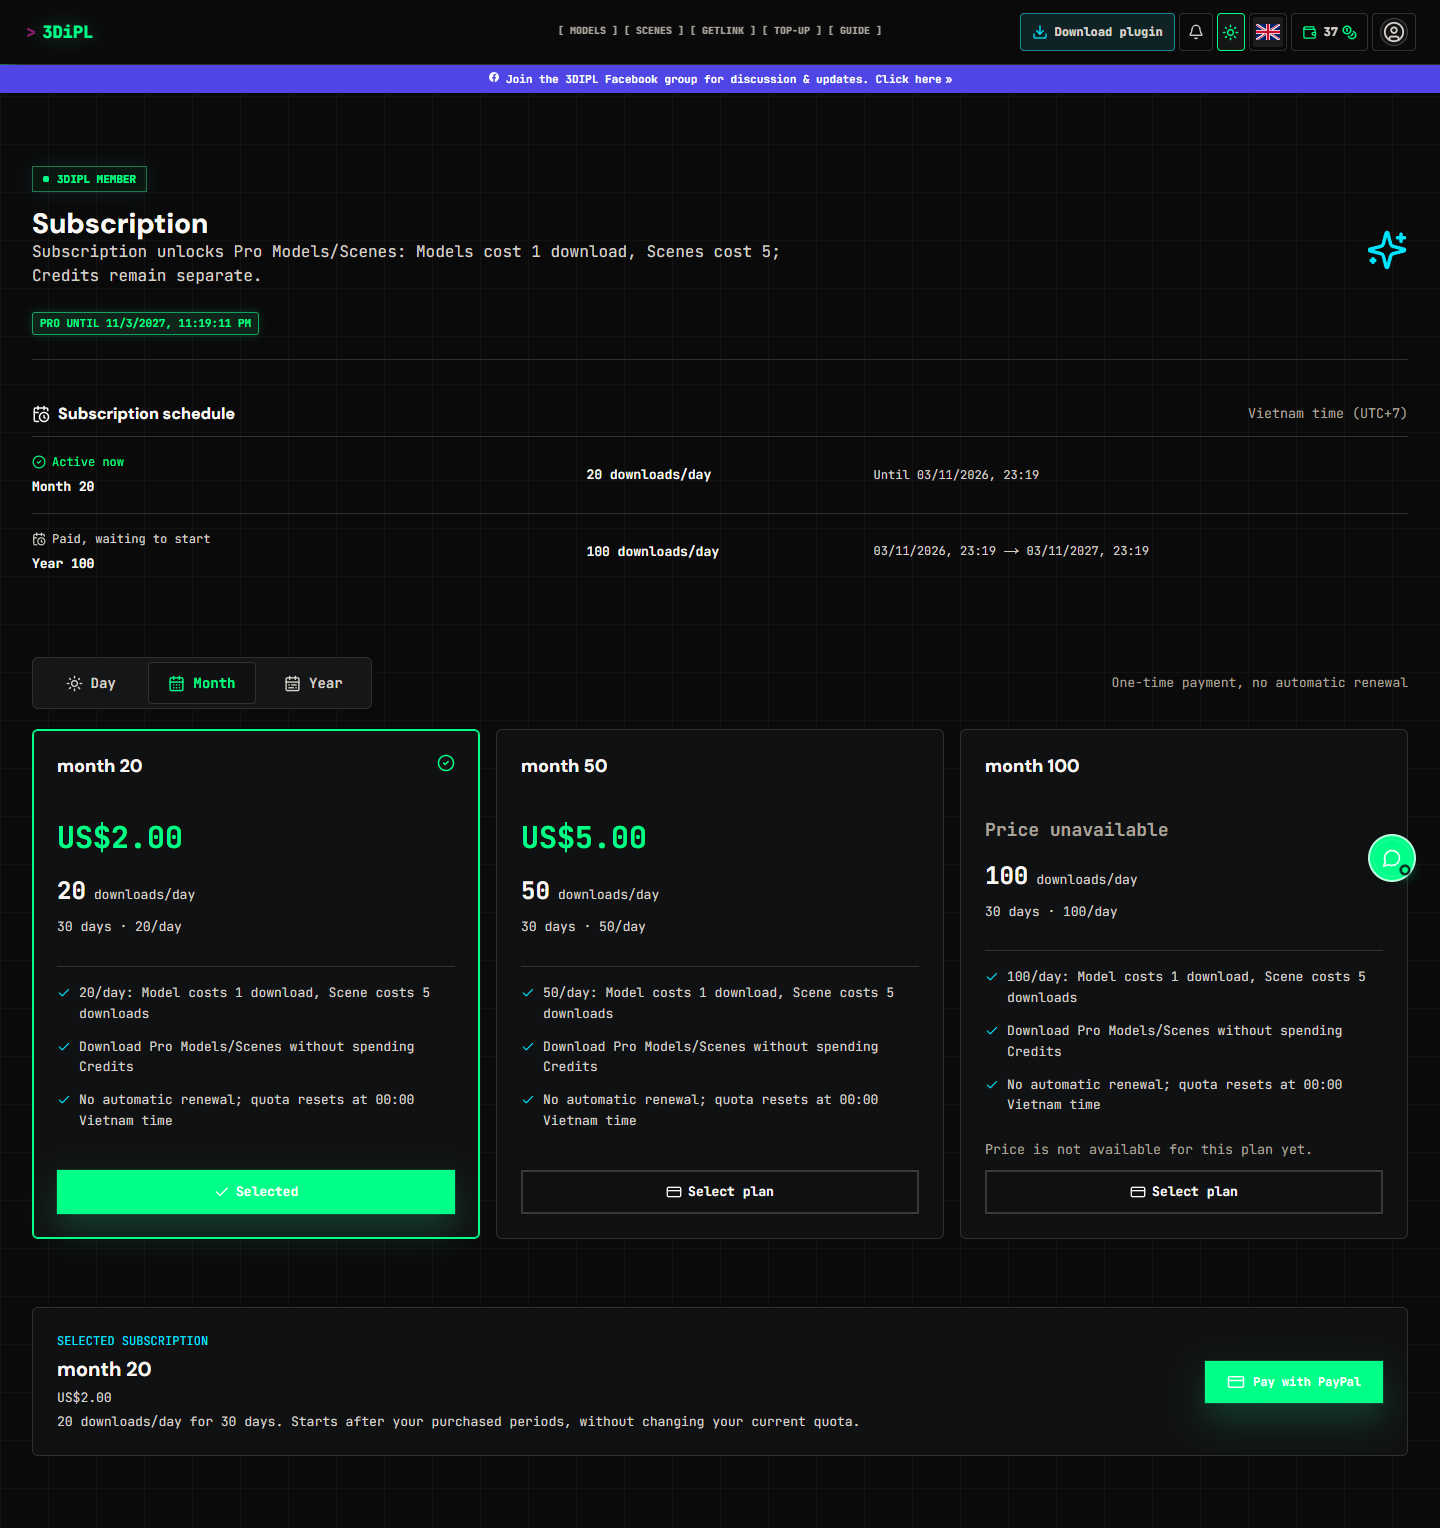 > 3DiPL
[ MODELS ] [ SCENES ] [ GETLINK ] [ TOP-UP ] [ GUIDE ]
Download plugin
37
Join the 3DIPL Facebook group for discussion & updates. Click here »
3DIPL MEMBER
Subscription
Subscription unlocks Pro Models/Scenes: Models cost 1 download, Scenes cost 5;
Credits remain separate.
PRO UNTIL 11/3/2027, 11:19:11 PM
Subscription schedule
Vietnam time (UTC+7)
Active now
Month 20
20 downloads/day
Until 03/11/2026, 23:19
Paid, waiting to start
Year 100
100 downloads/day
03/11/2026, 23:19 → 03/11/2027, 23:19
Day
Month
Year
One-time payment, no automatic renewal
month 20
US$2.00
20 downloads/day
30 days · 20/day
20/day: Model costs 1 download, Scene costs 5
downloads
Download Pro Models/Scenes without spending
Credits
No automatic renewal; quota resets at 00:00
Vietnam time
Selected
month 50
US$5.00
50 downloads/day
30 days · 50/day
50/day: Model costs 1 download, Scene costs 5
downloads
Download Pro Models/Scenes without spending
Credits
No automatic renewal; quota resets at 00:00
Vietnam time
Select plan
month 100
Price unavailable
100 downloads/day
30 days · 100/day
100/day: Model costs 1 download, Scene costs 5
downloads
Download Pro Models/Scenes without spending
Credits
No automatic renewal; quota resets at 00:00
Vietnam time
Price is not available for this plan yet.
Select plan
SELECTED SUBSCRIPTION
month 20
US$2.00
20 downloads/day for 30 days. Starts after your purchased periods, without changing your current quota.
Pay with PayPal